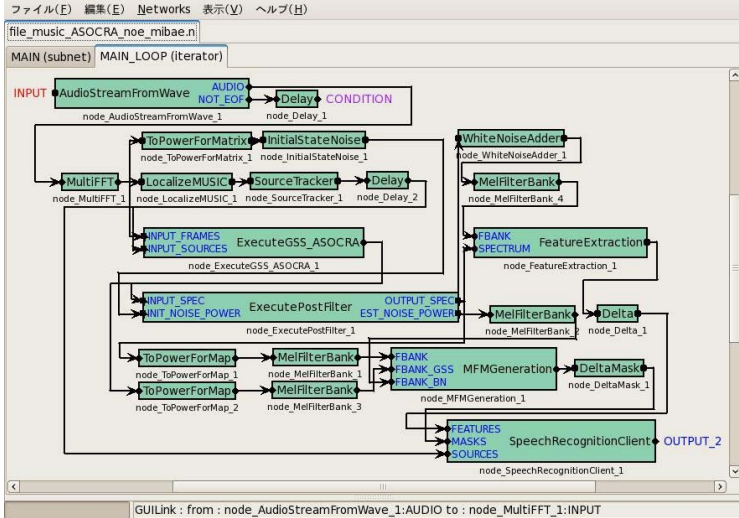 ファイル(F) 編集(E) Networks 表示(V) ヘルプ(H)
file_music_ASOCRA_noe_mibae.n
MAIN (subnet) MAIN_LOOP (iterator)
INPUT AudioStreamFromWave AUDIO
NOT_EOF Delay CONDITION
node_AudioStreamFromWave_1 node_Delay_1
ToPowerForMatrix InitialStateNoise WhiteNoiseAdder
node_ToPowerForMatrix_1 node_InitialStateNoise_1 node_WhiteNoiseAdder_1
MultiFFT LocalizeMUSIC SourceTracker Delay MelFilterBank
node_MultiFFT_1 node_LocalizeMUSIC_1 node_SourceTracker_1 node_Delay_2 node_MelFilterBank_4
INPUT_FRAMES ExecuteGSS_ASOCRA FBANK FeatureExtraction
INPUT_SOURCES SPECTRUM
node_ExecuteGSS_ASOCRA_1 node_FeatureExtraction_1
INPUT_SPEC ExecutePostFilter OUTPUT_SPEC
INIT_NOISE_POWER EST_NOISE_POWER MelFilterBank Delta
node_ExecutePostFilter_1 node_MelFilterBank_2 node_Delta_1
ToPowerForMap MelFilterBank FBANK
node_ToPowerForMap_1 node_MelFilterBank_1 FBANK_GSS MFMGeneration DeltaMask
ToPowerForMap MelFilterBank FBANK_BN
node_ToPowerForMap_2 node_MelFilterBank_3 node_MFMGeneration_1 node_DeltaMask_1
FEATURES
MASKS SpeechRecognitionClient OUTPUT_2
SOURCES
node_SpeechRecognitionClient_1
GUILink : from : node_AudioStreamFromWave_1:AUDIO to : node_MultiFFT_1:INPUT